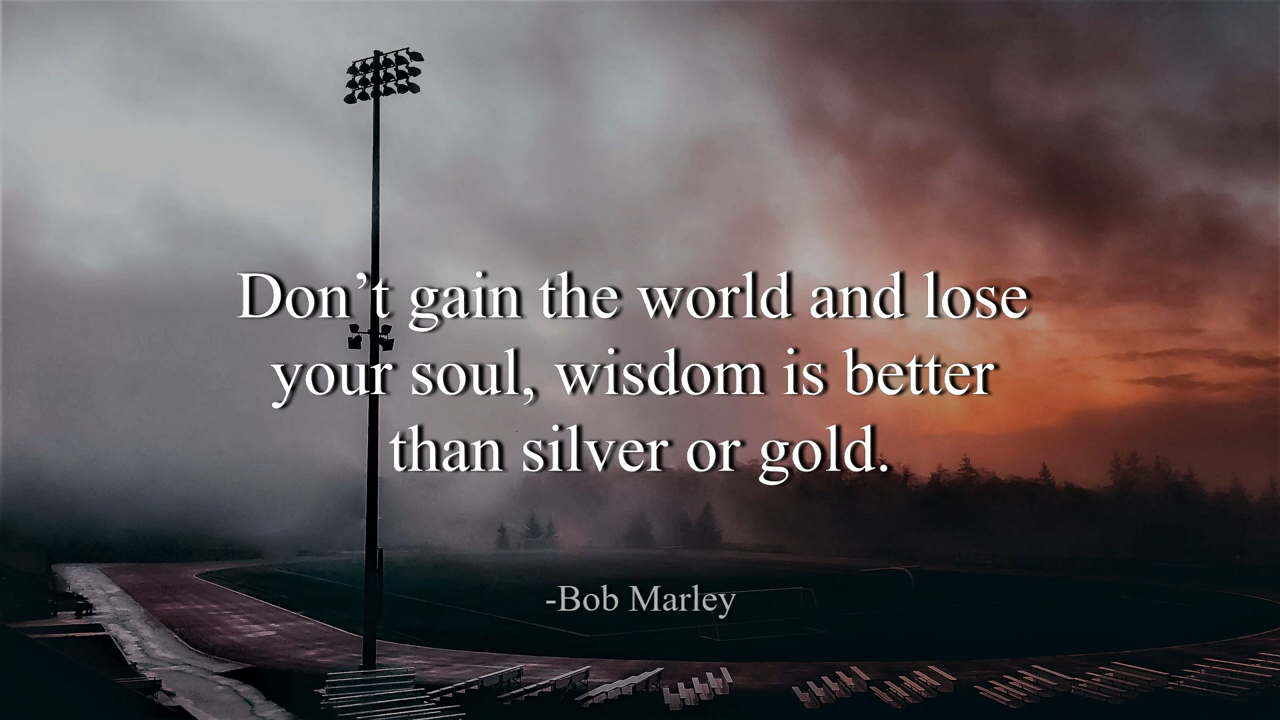 Don’t gain the world and lose
your soul, wisdom is better
than silver or gold.
-Bob Marley